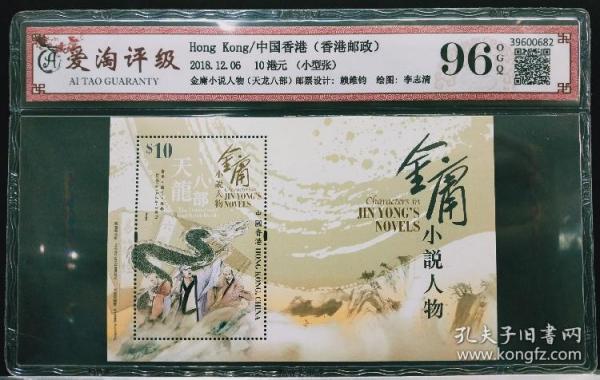 爱淘评级
AI TAO GUARANTY
Hong Kong/中国香港（香港邮政）
2018.12.06 10港元 （小型张）
金庸小说人物（天龙八部）邮票设计：赖维钧 绘图：李志清
96
OGQ
39600682
$10
天龍八部
金庸
小說人物
Characters in
JIN YONG'S
NOVELS
中國香港 HONG KONG, CHINA
金庸
Characters in
JIN YONG'S
NOVELS
小說人物
孔夫子旧书网
www.kongfz.com